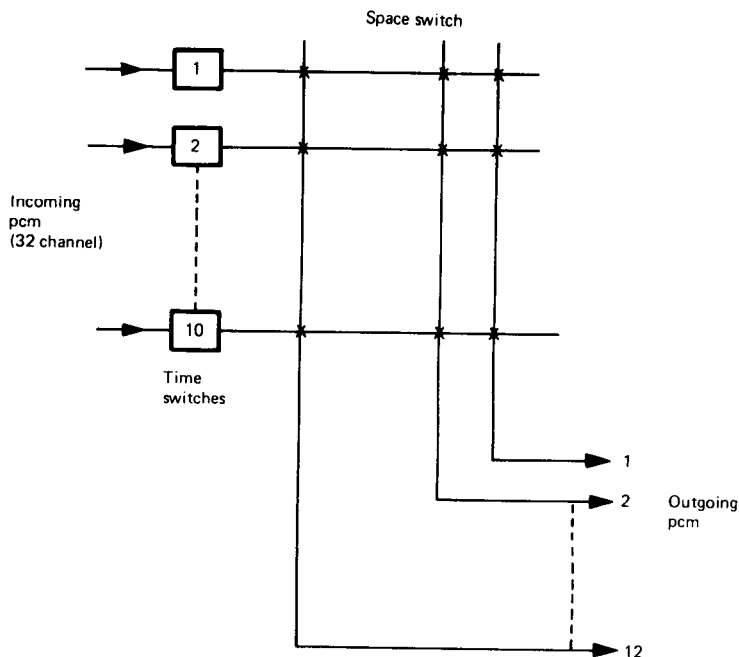 Space switch
1
2
Incoming
pcm
(32 channel)
10
Time
switches
1
2
Outgoing
pcm
12